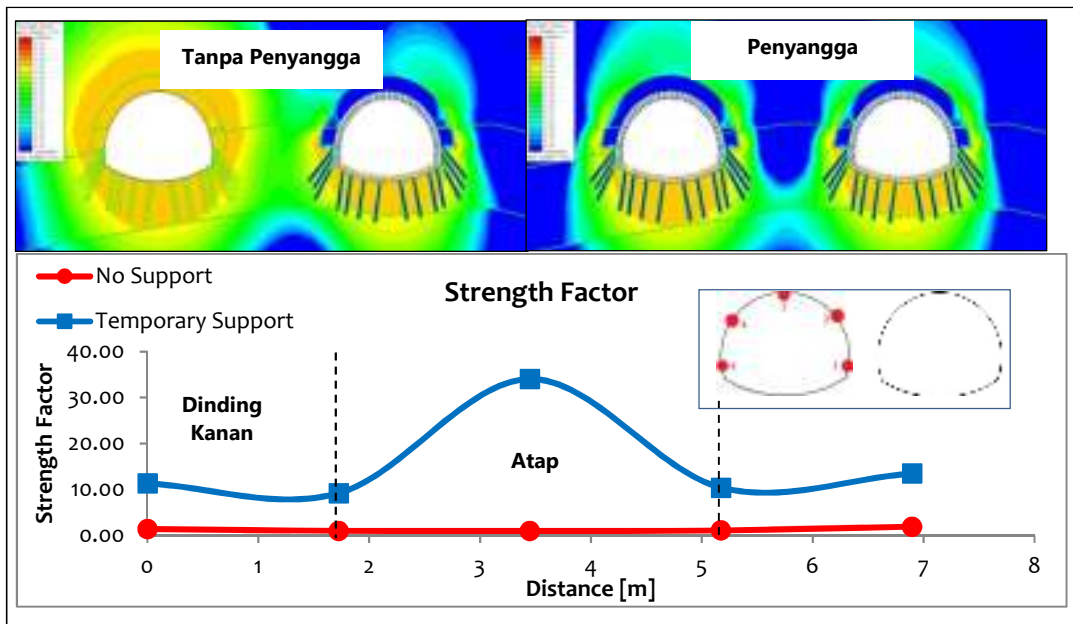 Tanpa Penyangga
Penyangga
No Support
Temporary Support
Strength Factor
Strength Factor
40.00
30.00
20.00
10.00
0.00
Dinding
Kanan
Atap
0 1 2 3 4 5 6 7 8
Distance [m]